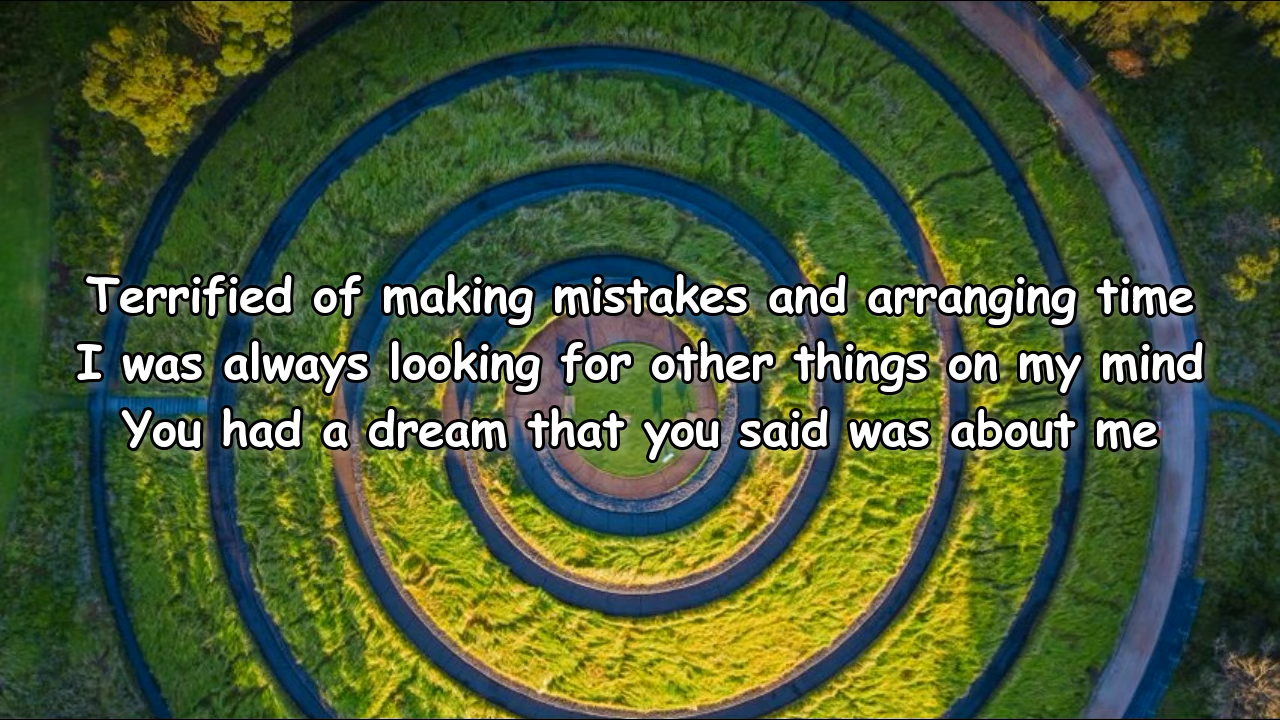 Terrified of making mistakes and arranging time
I was always looking for other things on my mind
You had a dream that you said was about me